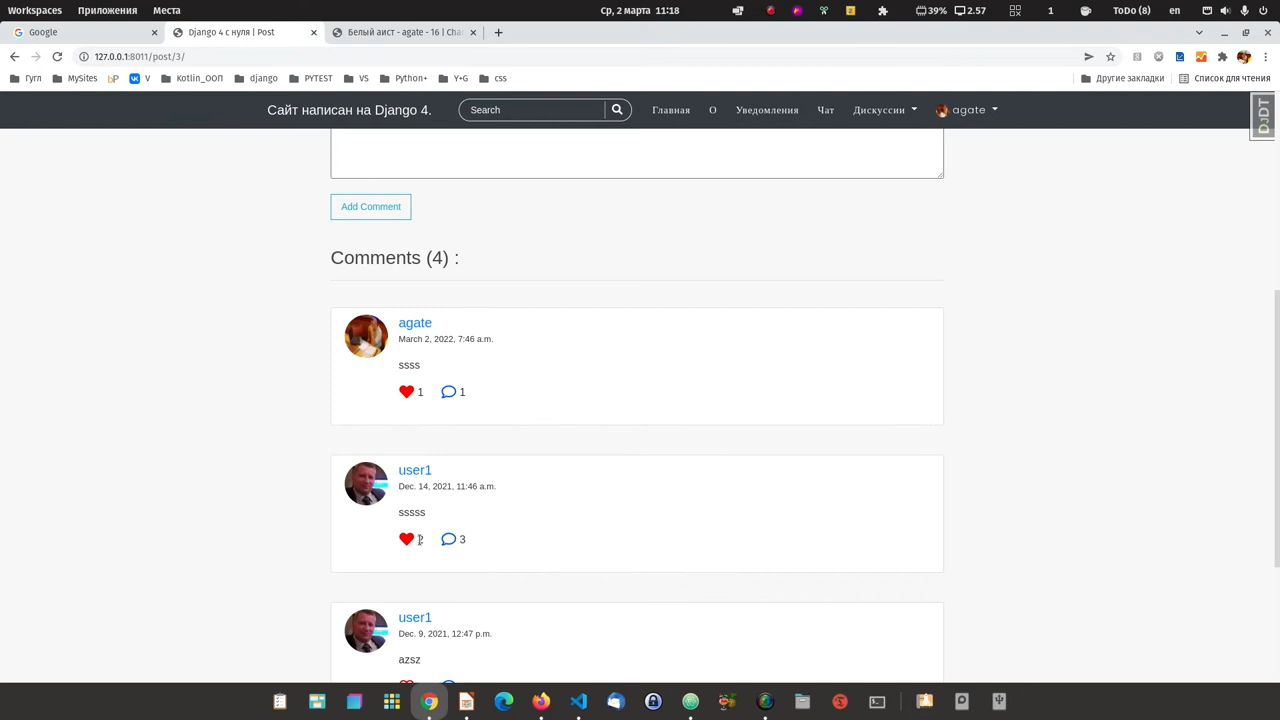 Workspaces Приложения Места Ср, 2 марта 11:18 39% 2.57 1 ToDo (8) en
Google Django 4 с нуля | Post Белый аист - agate - 16 | Cha
127.0.0.1:8011/post/3/
Гугл MySites bP V Kotlin_ООП django PYTEST VS Python+ Y+G css Другие закладки Список для чтения
Сайт написан на Django 4. Search Главная О Уведомления Чат Дискуссии agate DJDT
Add Comment
Comments (4) :
agate
March 2, 2022, 7:46 a.m.
ssss
1 1
user1
Dec. 14, 2021, 11:46 a.m.
sssss
3
user1
Dec. 9, 2021, 12:47 p.m.
azsz